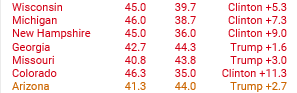 Wisconsin 45.0 39.7 Clinton +5.3
Michigan 46.0 38.7 Clinton +7.3
New Hampshire 45.0 36.0 Clinton +9.0
Georgia 42.7 44.3 Trump +1.6
Missouri 40.8 43.8 Trump +3.0
Colorado 46.3 35.0 Clinton +11.3
Arizona 41.3 44.0 Trump +2.7